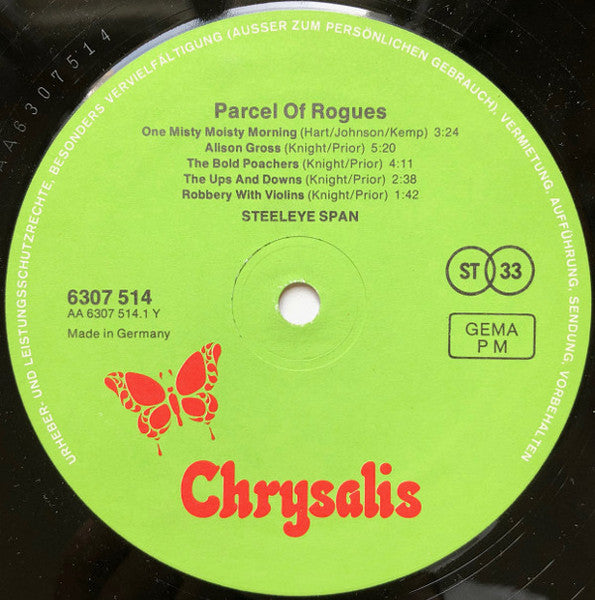 URHEBER- UND LEISTUNGSSCHUTZRECHTE, BESONDERS VERVIELFÄLTIGUNG (AUSSER ZUM PERSÖNLICHEN GEBRAUCH), VERMIETUNG, AUFFÜHRUNG, SENDUNG, VORBEHALTEN
AA6307514
Parcel Of Rogues
One Misty Moisty Morning (Hart/Johnson/Kemp) 3:24
Alison Gross (Knight/Prior) 5:20
The Bold Poachers (Knight/Prior) 4:11
The Ups And Downs (Knight/Prior) 2:38
Robbery With Violins (Knight/Prior) 1:42
STEELEYE SPAN
6307 514
AA 6307 514.1 Y
Made in Germany
ST 33
GEMA
P M
Chrysalis